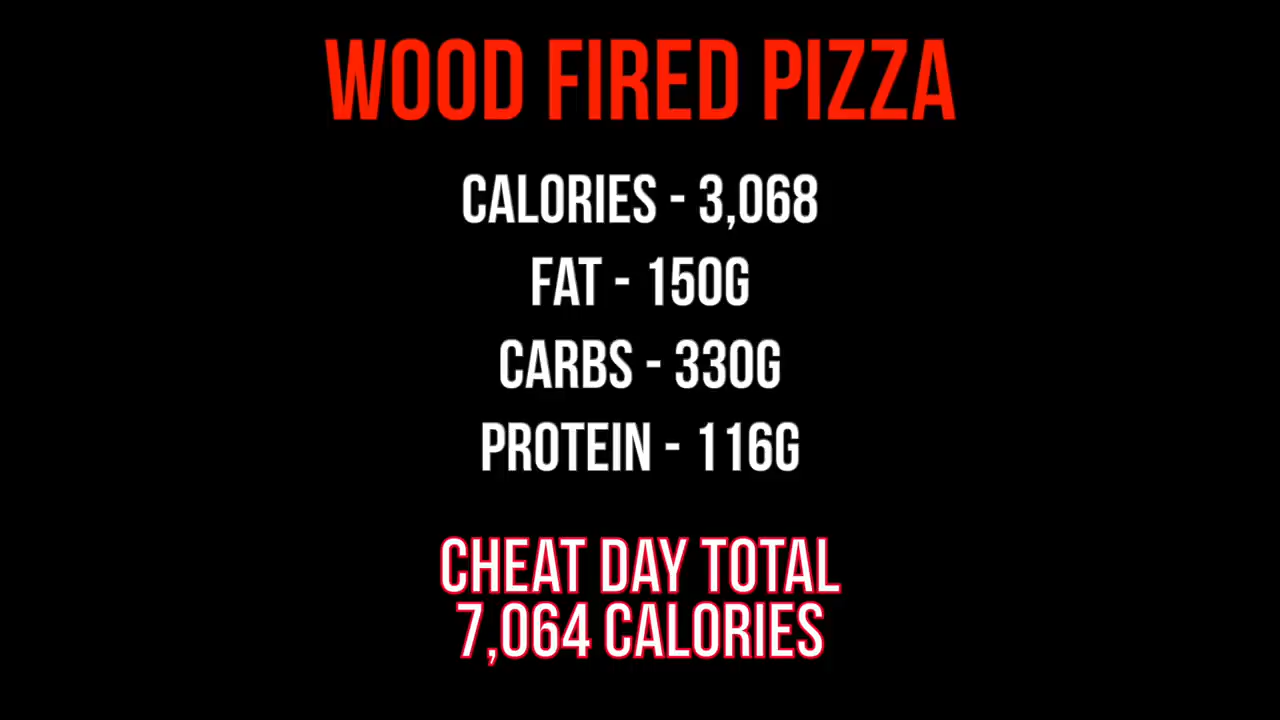 WOOD FIRED PIZZA
CALORIES - 3,068
FAT - 150G
CARBS - 330G
PROTEIN - 116G
CHEAT DAY TOTAL
7,064 CALORIES